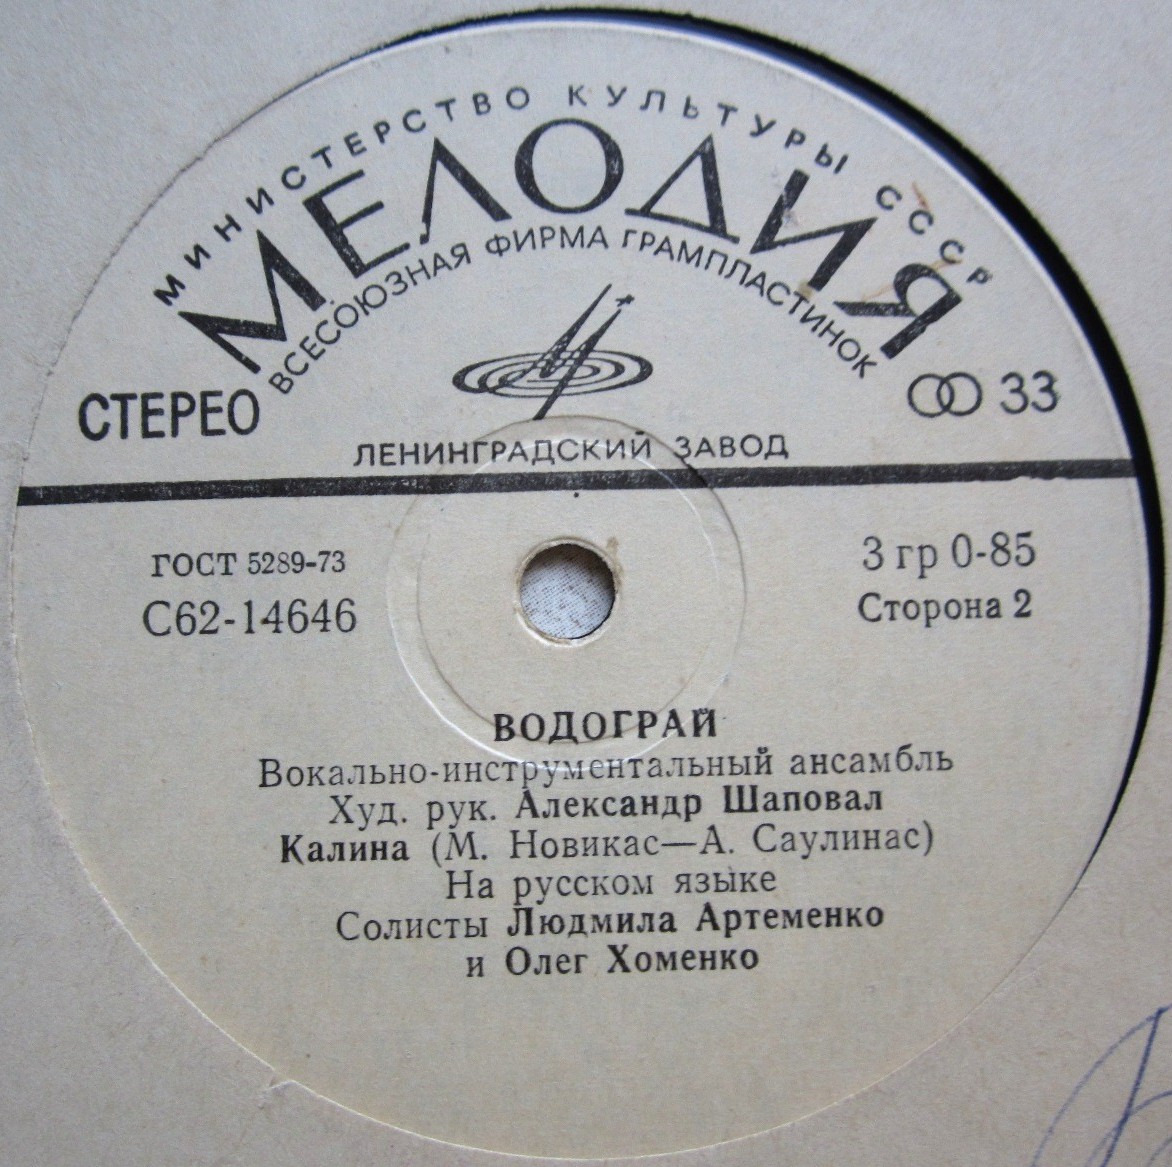 МИНИСТЕРСТВО КУЛЬТУРЫ СССР
МЕЛОДИЯ
ВСЕСОЮЗНАЯ ФИРМА ГРАМПЛАСТИНОК
СТЕРЕО
33
ЛЕНИНГРАДСКИЙ ЗАВОД
ГОСТ 5289-73
3 гр 0-85
С62-14646
Сторона 2
ВОДОГРАЙ
Вокально-инструментальный ансамбль
Худ. рук. Александр Шаповал
Калина (М. Новикас—А. Саулинас)
На русском языке
Солисты Людмила Артеменко
и Олег Хоменко